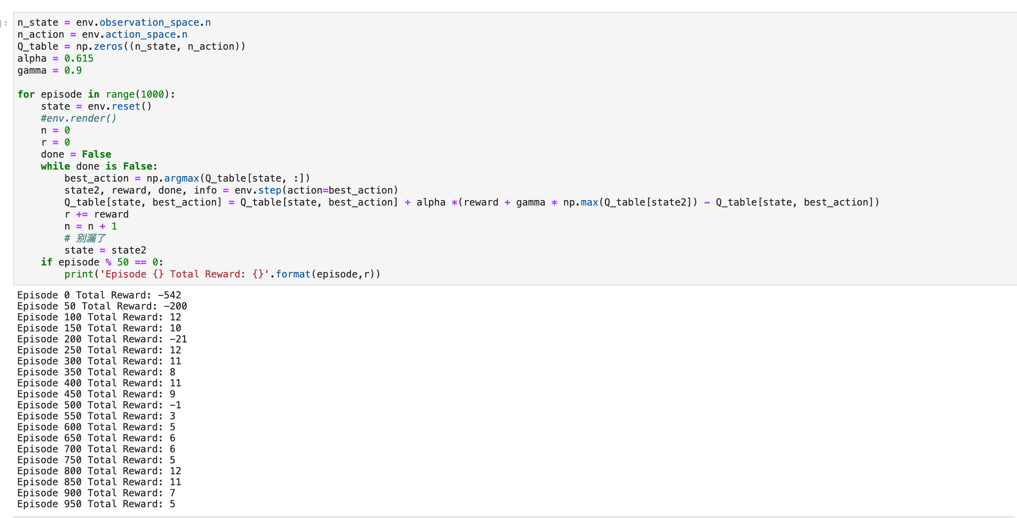 ]:
n_state = env.observation_space.n
n_action = env.action_space.n
Q_table = np.zeros((n_state, n_action))
alpha = 0.615
gamma = 0.9

for episode in range(1000):
    state = env.reset()
    #env.render()
    n = 0
    r = 0
    done = False
    while done is False:
        best_action = np.argmax(Q_table[state, :])
        state2, reward, done, info = env.step(action=best_action)
        Q_table[state, best_action] = Q_table[state, best_action] + alpha *(reward + gamma * np.max(Q_table[state2]) - Q_table[state, best_action])
        r += reward
        n = n + 1
        # 别漏了
        state = state2
    if episode % 50 == 0:
        print('Episode {} Total Reward: {}'.format(episode,r))
Episode 0 Total Reward: -542
Episode 50 Total Reward: -200
Episode 100 Total Reward: 12
Episode 150 Total Reward: 10
Episode 200 Total Reward: -21
Episode 250 Total Reward: 12
Episode 300 Total Reward: 11
Episode 350 Total Reward: 8
Episode 400 Total Reward: 11
Episode 450 Total Reward: 9
Episode 500 Total Reward: -1
Episode 550 Total Reward: 3
Episode 600 Total Reward: 5
Episode 650 Total Reward: 6
Episode 700 Total Reward: 6
Episode 750 Total Reward: 5
Episode 800 Total Reward: 12
Episode 850 Total Reward: 11
Episode 900 Total Reward: 7
Episode 950 Total Reward: 5